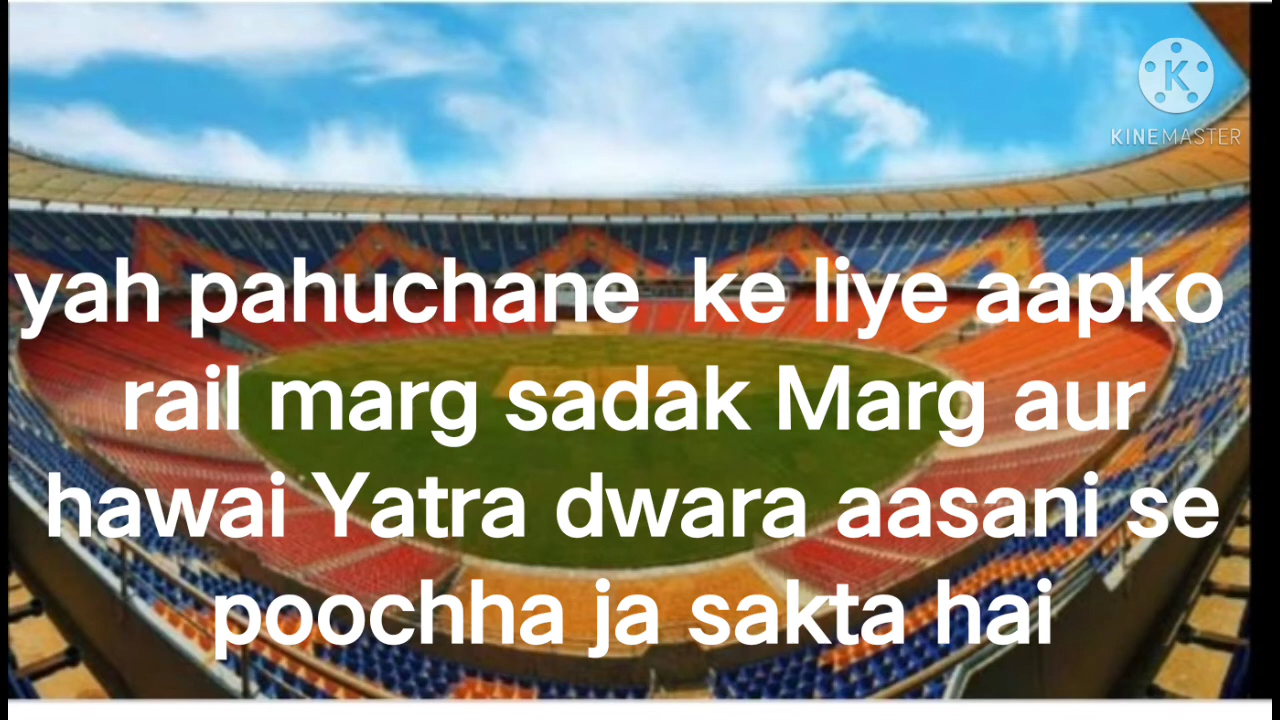 K
KINEMASTER
yah pahuchane ke liye aapko
rail marg sadak Marg aur
hawai Yatra dwara aasani se
poochha ja sakta hai